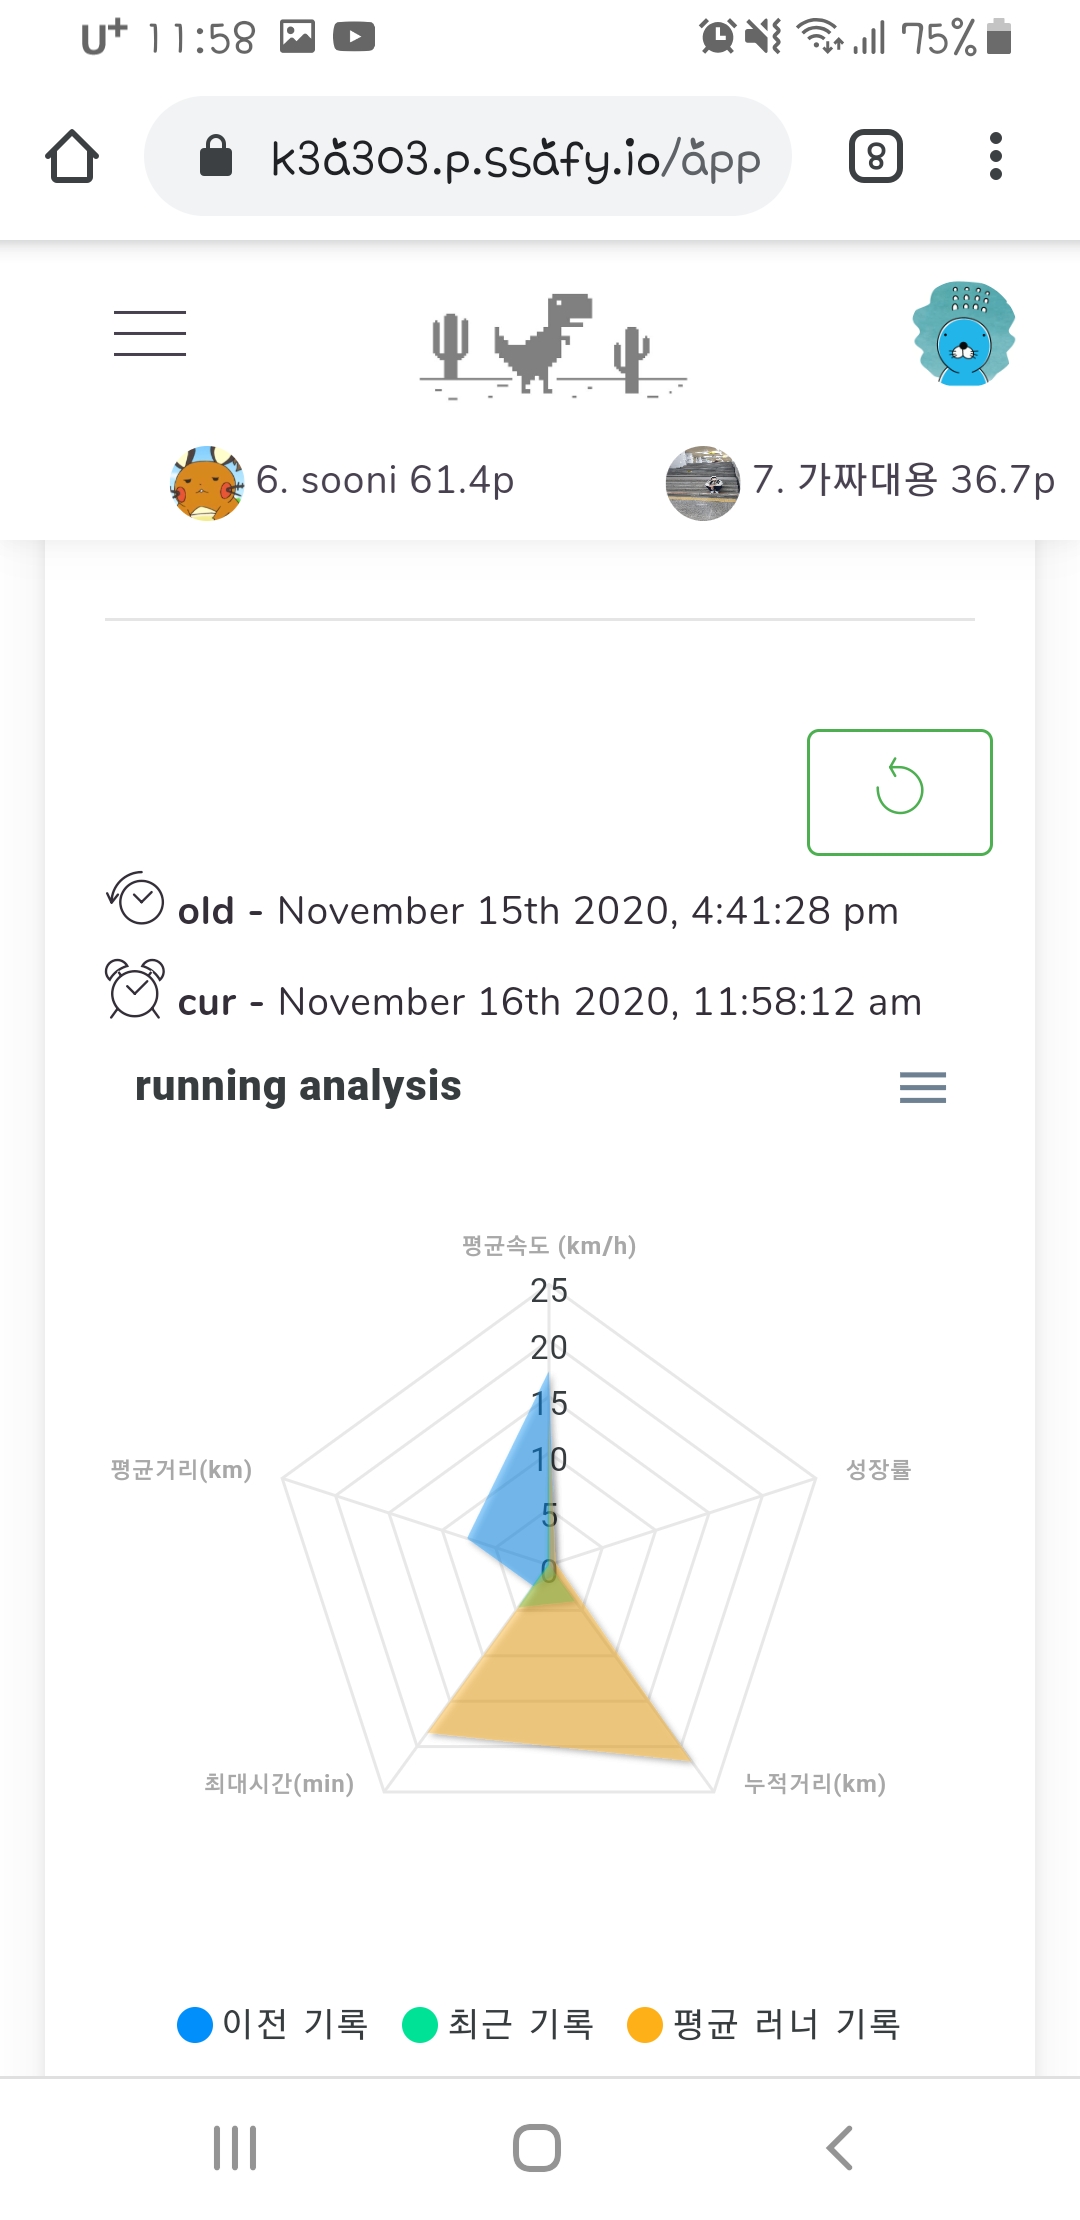 U+ 11:58 75%
k3a303.p.ssafy.io/app 8
6. sooni 61.4p 7. 가짜대용 36.7p
old - November 15th 2020, 4:41:28 pm
cur - November 16th 2020, 11:58:12 am
running analysis
평균속도 (km/h)
25
20
15
10
5
0
평균거리(km) 성장률
최대시간(min) 누적거리(km)
이전 기록 최근 기록 평균 러너 기록